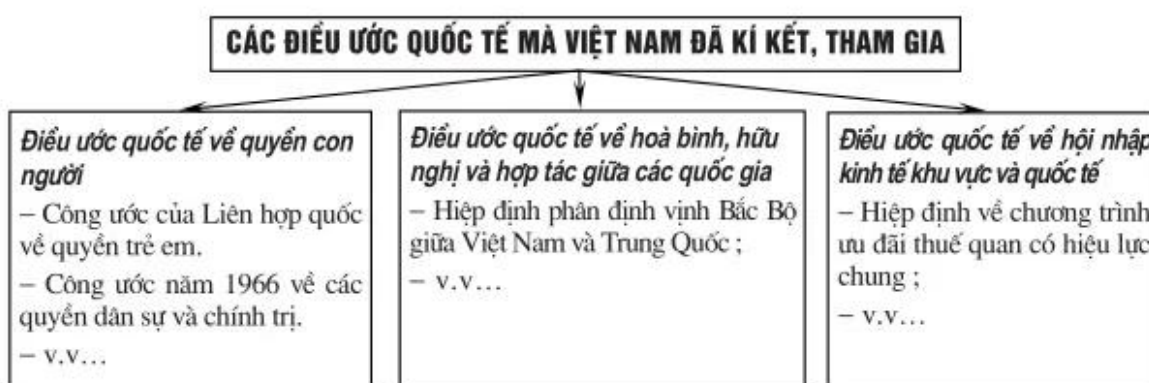 CÁC ĐIỀU ƯỚC QUỐC TẾ MÀ VIỆT NAM ĐÃ KÍ KẾT, THAM GIA
Điều ước quốc tế về quyền con
người
– Công ước của Liên hợp quốc
về quyền trẻ em.
– Công ước năm 1966 về các
quyền dân sự và chính trị.
– v.v...
Điều ước quốc tế về hoà bình, hữu
nghị và hợp tác giữa các quốc gia
– Hiệp định phân định vịnh Bắc Bộ
giữa Việt Nam và Trung Quốc ;
– v.v...
Điều ước quốc tế về hội nhập
kinh tế khu vực và quốc tế
– Hiệp định về chương trình
ưu đãi thuế quan có hiệu lực
chung ;
– v.v...